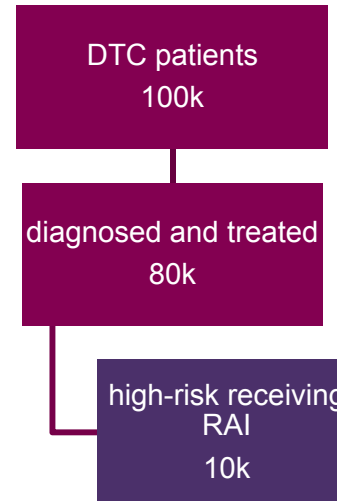 DTC patients
100k
diagnosed and treated
80k
high-risk receiving
RAI
10k